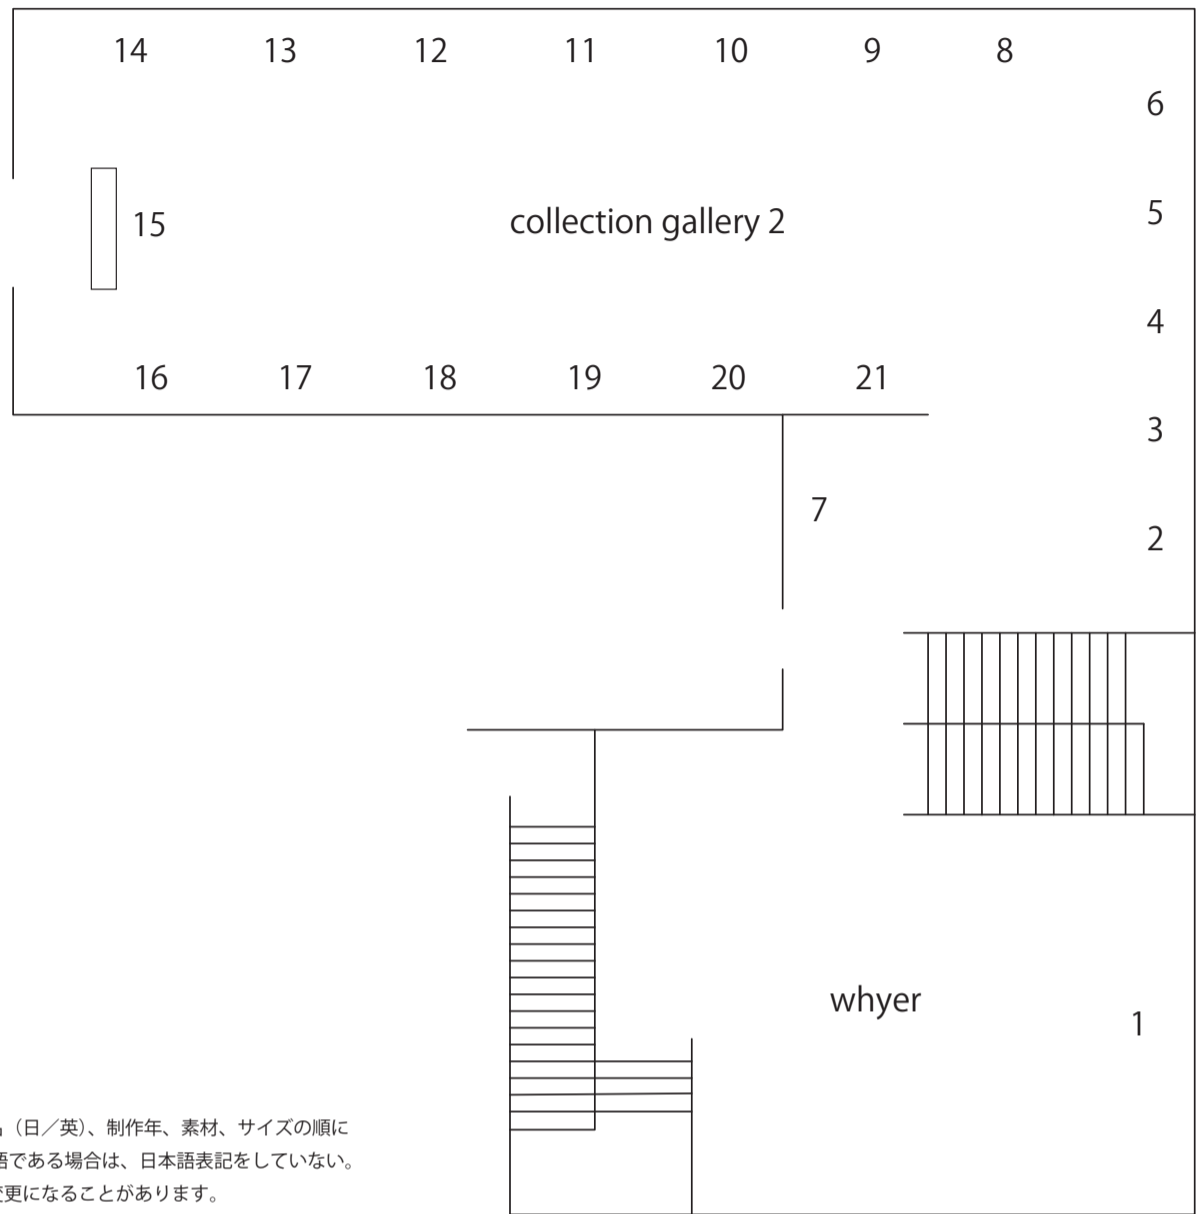 14 13 12 11 10 9 8
6
15 collection gallery 2 5
4
16 17 18 19 20 21
3
7
2
whyer
1
（日／英）、制作年、素材、サイズの順に
である場合は、日本語表記をしていない。
更になることがあります。